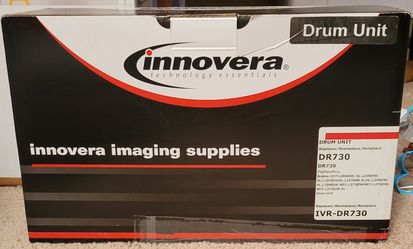 Drum Unit
innovera®
technology essentials
innovera imaging supplies
DRUM UNIT
Replaces/Reemplaza/Remplace
DR730
DR730
IVR-DR730